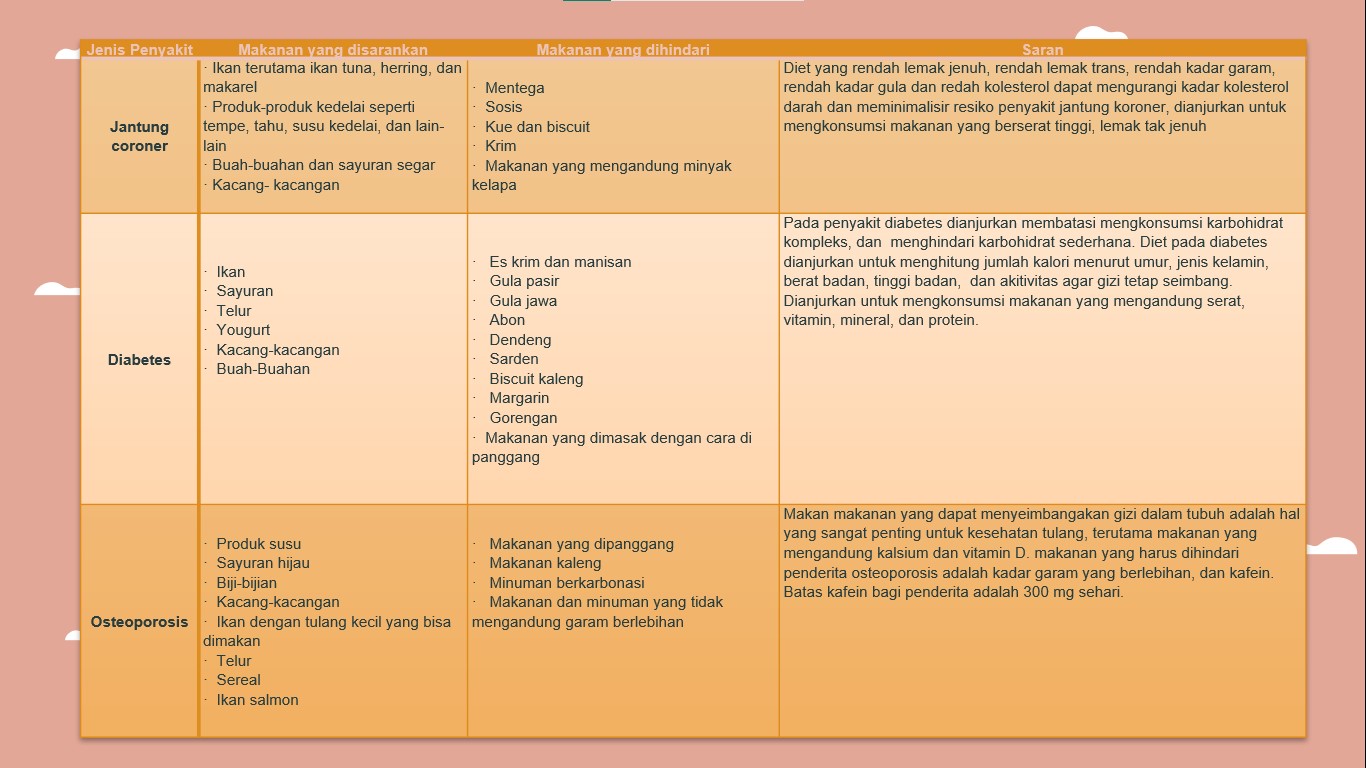 Jenis Penyakit
Makanan yang disarankan
Makanan yang dihindari
Saran
Jantung
coroner
· Ikan terutama ikan tuna, herring, dan
makarel
· Produk-produk kedelai seperti
tempe, tahu, susu kedelai, dan lain-
lain
· Buah-buahan dan sayuran segar
· Kacang- kacangan
· Mentega
· Sosis
· Kue dan biscuit
· Krim
· Makanan yang mengandung minyak
kelapa
Diet yang rendah lemak jenuh, rendah lemak trans, rendah kadar garam,
rendah kadar gula dan redah kolesterol dapat mengurangi kadar kolesterol
darah dan meminimalisir resiko penyakit jantung koroner, dianjurkan untuk
mengkonsumsi makanan yang berserat tinggi, lemak tak jenuh
Diabetes
· Ikan
· Sayuran
· Telur
· Yougurt
· Kacang-kacangan
· Buah-Buahan
· Es krim dan manisan
· Gula pasir
· Gula jawa
· Abon
· Dendeng
· Sarden
· Biscuit kaleng
· Margarin
· Gorengan
· Makanan yang dimasak dengan cara di
panggang
Pada penyakit diabetes dianjurkan membatasi mengkonsumsi karbohidrat
kompleks, dan menghindari karbohidrat sederhana. Diet pada diabetes
dianjurkan untuk menghitung jumlah kalori menurut umur, jenis kelamin,
berat badan, tinggi badan, dan akitivitas agar gizi tetap seimbang.
Dianjurkan untuk mengkonsumsi makanan yang mengandung serat,
vitamin, mineral, dan protein.
Osteoporosis
· Produk susu
· Sayuran hijau
· Biji-bijian
· Kacang-kacangan
· Ikan dengan tulang kecil yang bisa
dimakan
· Telur
· Sereal
· Ikan salmon
· Makanan yang dipanggang
· Makanan kaleng
· Minuman berkarbonasi
· Makanan dan minuman yang tidak
mengandung garam berlebihan
Makan makanan yang dapat menyeimbangakan gizi dalam tubuh adalah hal
yang sangat penting untuk kesehatan tulang, terutama makanan yang
mengandung kalsium dan vitamin D. makanan yang harus dihindari
penderita osteoporosis adalah kadar garam yang berlebihan, dan kafein.
Batas kafein bagi penderita adalah 300 mg sehari.